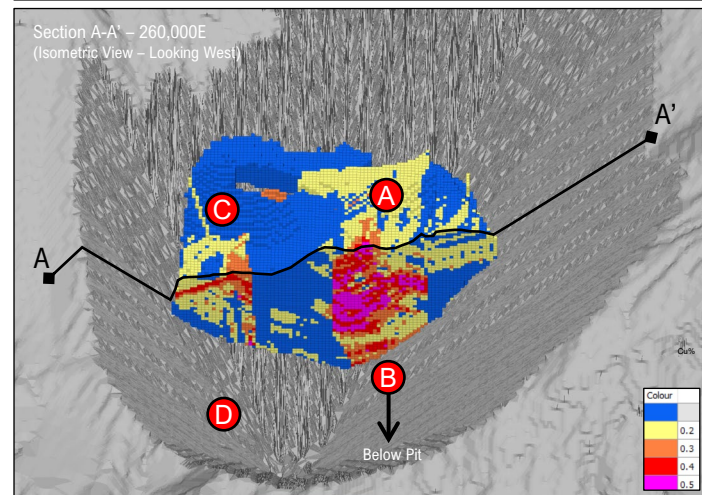 Section A-A' – 260,000E
(Isometric View – Looking West)
A'
A
C
A
B
D
Below Pit
Cu%
Colour
0.2
0.3
0.4
0.5